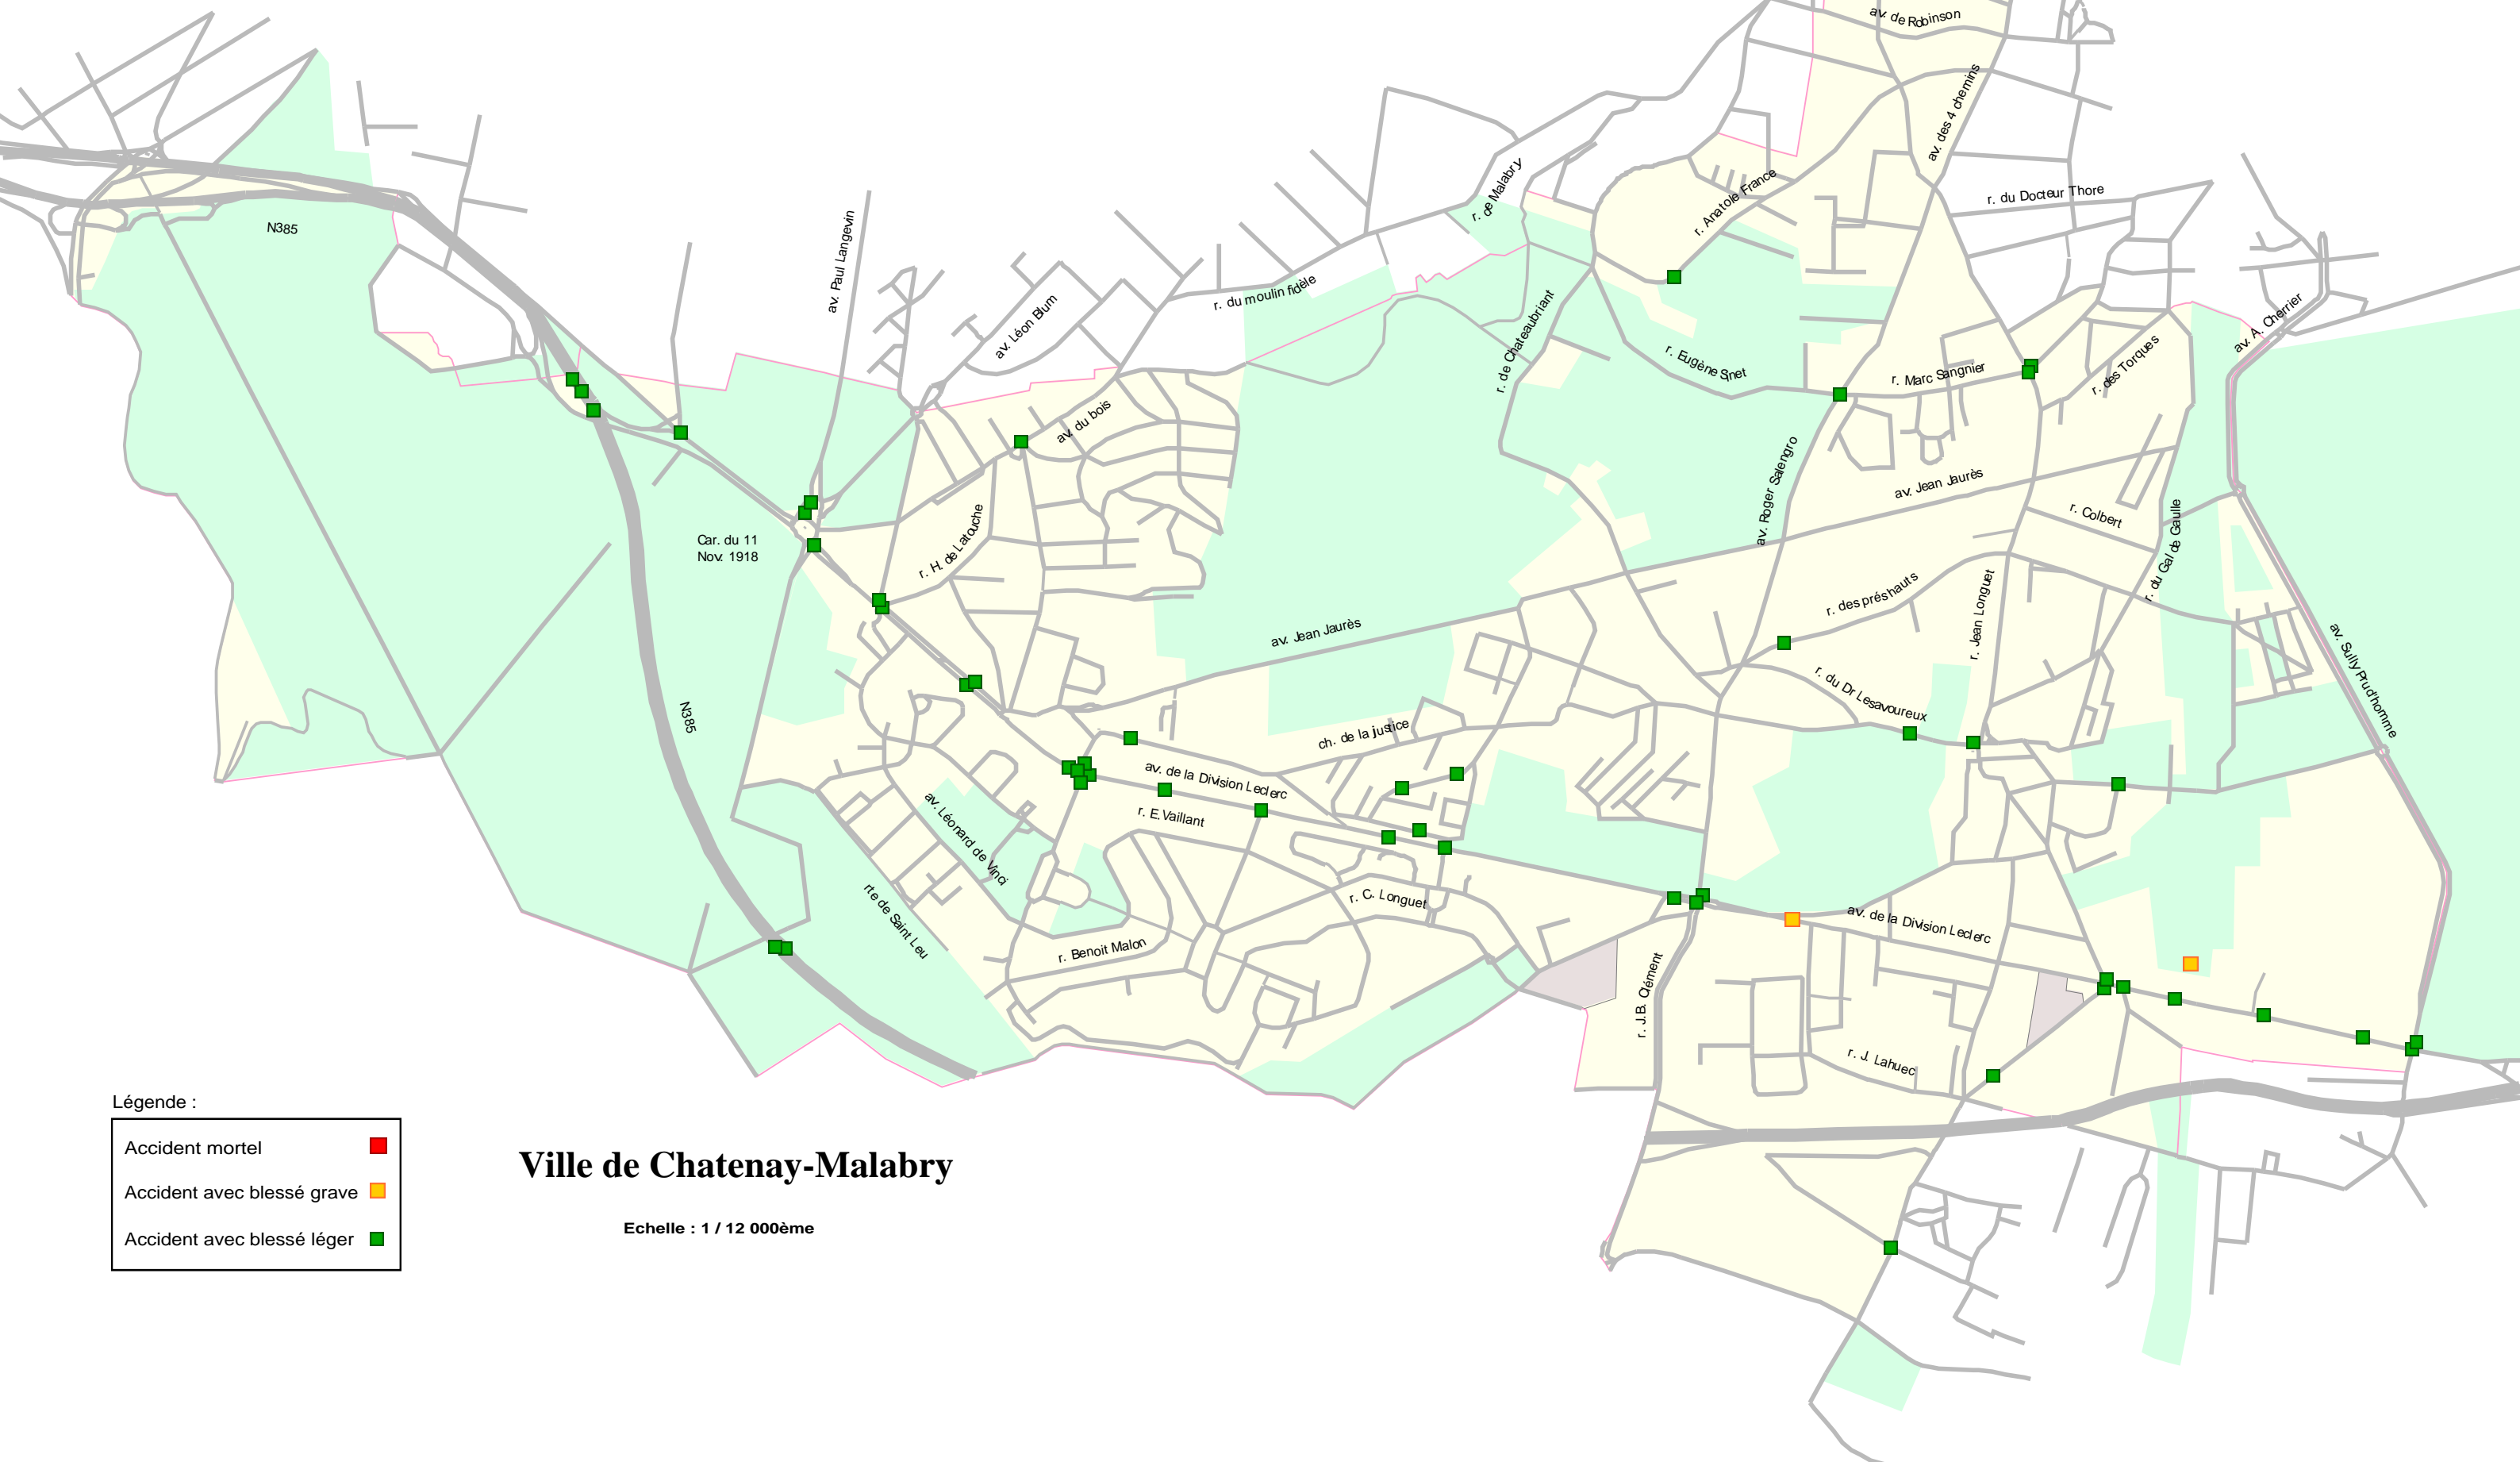 av. de Robinson
av. des 4 chemins
r. de Malabry
r. Anatole France
r. du Docteur Thore
N385
av. Paul Langevin
av. Léon Blum
r. du moulin fidèle
r. de Chateaubriant
r. Eugène Sinet
r. Marc Sangnier
r. des Torques
av. A. Cherrier
av. du bois
av. Roger Salengro
av. Jean Jaurès
r. Colbert
r. du Gal de Gaulle
Car. du 11
Nov. 1918
r. H. de Latouche
r. des préshauts
r. Jean Longuet
av. Jean Jaurès
av. Sully Prud'homme
N385
r. du Dr Lesavoureux
ch. de la justice
av. de la Division Leclerc
r. E.Vaillant
av. Léonard de Vinci
rte de Saint Leu
r. C. Longuet
r. Benoit Malon
av. de la Division Leclerc
r. J.B. Clément
r. J. Lahuec
Légende :
Accident mortel
Accident avec blessé grave
Accident avec blessé léger
Ville de Chatenay-Malabry
Echelle : 1 / 12 000ème